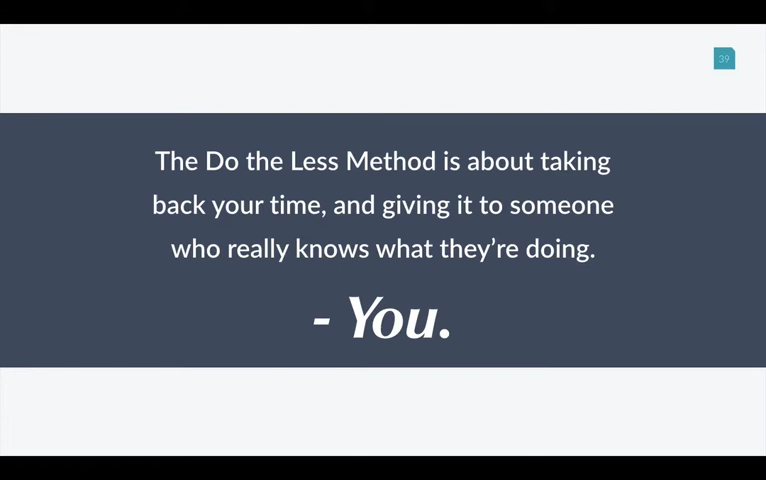 39
The Do the Less Method is about taking
back your time, and giving it to someone
who really knows what they’re doing.
- You.